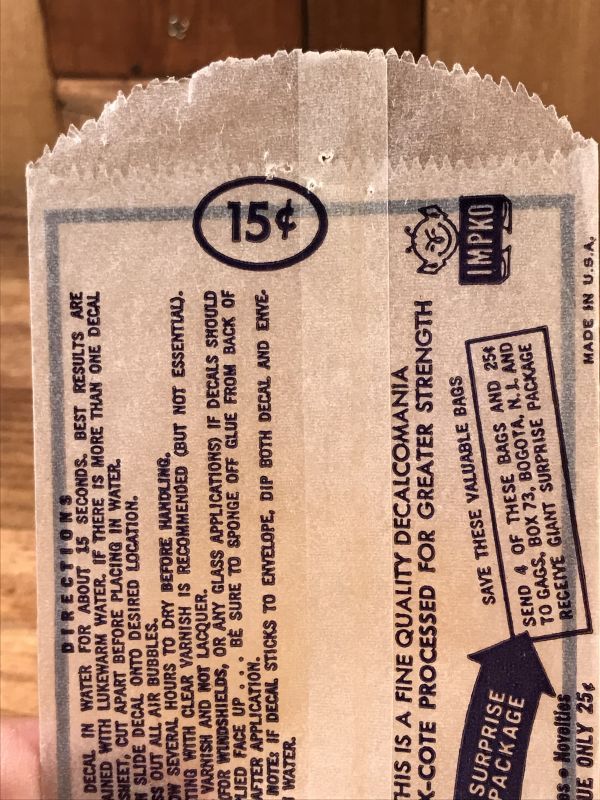 15¢
DIRECTIONS
DECAL IN WATER FOR ABOUT 15 SECONDS. BEST RESULTS ARE
AINED WITH LUKEWARM WATER. IF THERE IS MORE THAN ONE DECAL
SHEET, CUT APART BEFORE PLACING IN WATER.
N SLIDE DECAL ONTO DESIRED LOCATION.
SS OUT ALL AIR BUBBLES.
OW SEVERAL HOURS TO DRY BEFORE HANDLING.
TING WITH CLEAR VARNISH IS RECOMMENDED (BUT NOT ESSENTIAL).
VARNISH AND NOT LACQUER.
(FOR WINDSHIELDS, OR ANY GLASS APPLICATIONS) IF DECALS SHOULD
PLIED FACE UP . . . BE SURE TO SPONGE OFF GLUE FROM BACK OF
AFTER APPLICATION.
NOTE: IF DECAL STICKS TO ENVELOPE, DIP BOTH DECAL AND ENVE-
N WATER.
IMPKO
HIS IS A FINE QUALITY DECALCOMANIA
K-COTE PROCESSED FOR GREATER STRENGTH
SAVE THESE VALUABLE BAGS
SEND 4 OF THESE BAGS AND 25¢
TO GAGS, BOX 73, BOGOTA, N. J. AND
RECEIVE GIANT SURPRISE PACKAGE
SURPRISE
PACKAGE
gs • Novelties
UE ONLY 25¢
MADE IN U.S.A.